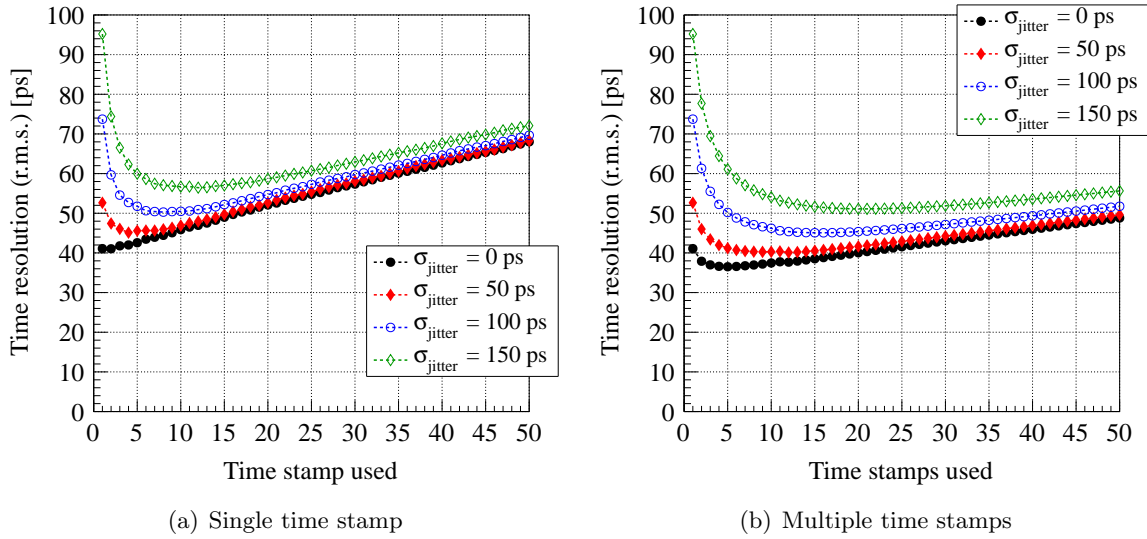 Time resolution (r.m.s.) [ps]
100
90
80
70
60
50
40
30
20
10
0
0 5 10 15 20 25 30 35 40 45 50
Time stamp used
σjitter = 0 ps
σjitter = 50 ps
σjitter = 100 ps
σjitter = 150 ps
(a) Single time stamp
Time resolution (r.m.s.) [ps]
100
90
80
70
60
50
40
30
20
10
0
0 5 10 15 20 25 30 35 40 45 50
Time stamps used
σjitter = 0 ps
σjitter = 50 ps
σjitter = 100 ps
σjitter = 150 ps
(b) Multiple time stamps